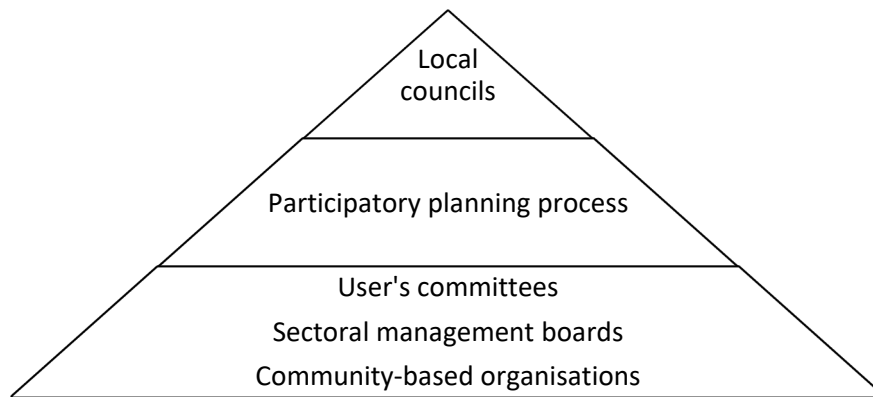 Local
councils
Participatory planning process
User's committees
Sectoral management boards
Community-based organisations